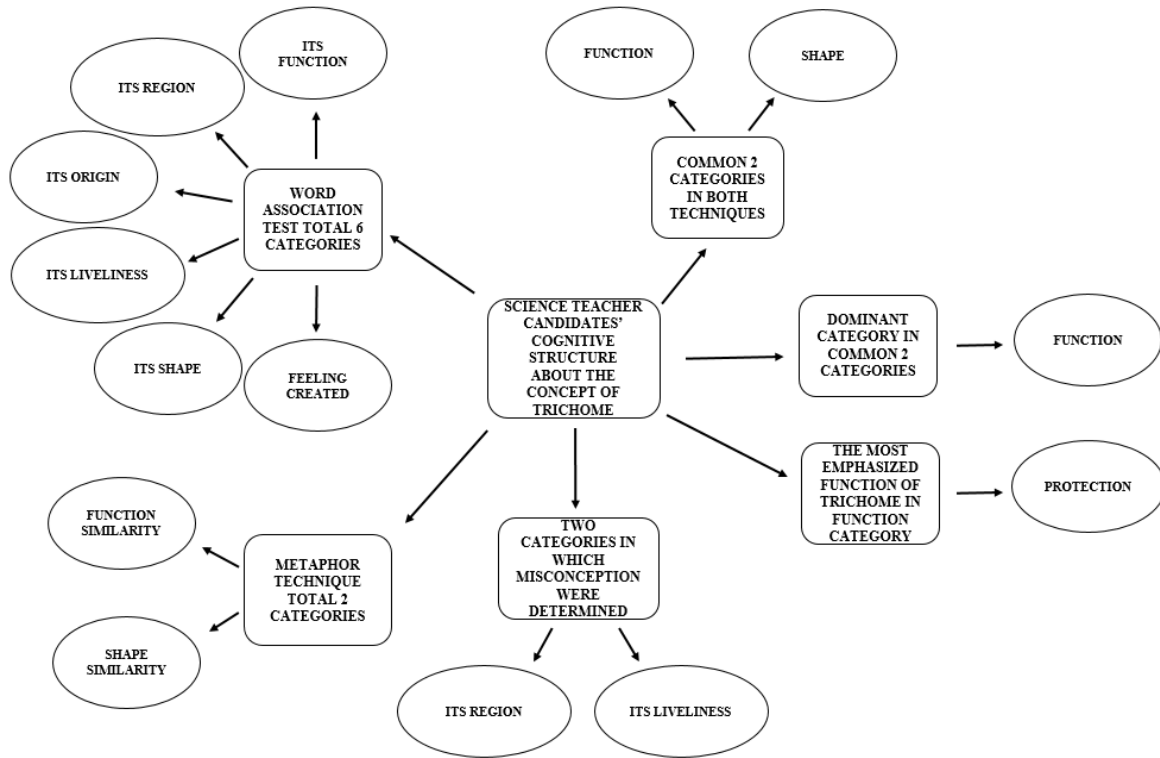 ITS
FUNCTION
ITS REGION
ITS ORIGIN
ITS LIVELINESS
ITS SHAPE
FEELING
CREATED
WORD
ASSOCIATION
TEST TOTAL 6
CATEGORIES
FUNCTION
SHAPE
COMMON 2
CATEGORIES
IN BOTH
TECHNIQUES
SCIENCE TEACHER
CANDIDATES’
COGNITIVE
STRUCTURE
ABOUT THE
CONCEPT OF
TRICHOME
DOMINANT
CATEGORY IN
COMMON 2
CATEGORIES
FUNCTION
THE MOST
EMPHASIZED
FUNCTION OF
TRICHOME IN
FUNCTION
CATEGORY
PROTECTION
FUNCTION
SIMILARITY
SHAPE
SIMILARITY
METAPHOR
TECHNIQUE
TOTAL 2
CATEGORIES
TWO
CATEGORIES IN
WHICH
MISCONCEPTION
WERE
DETERMINED
ITS REGION
ITS LIVELINESS